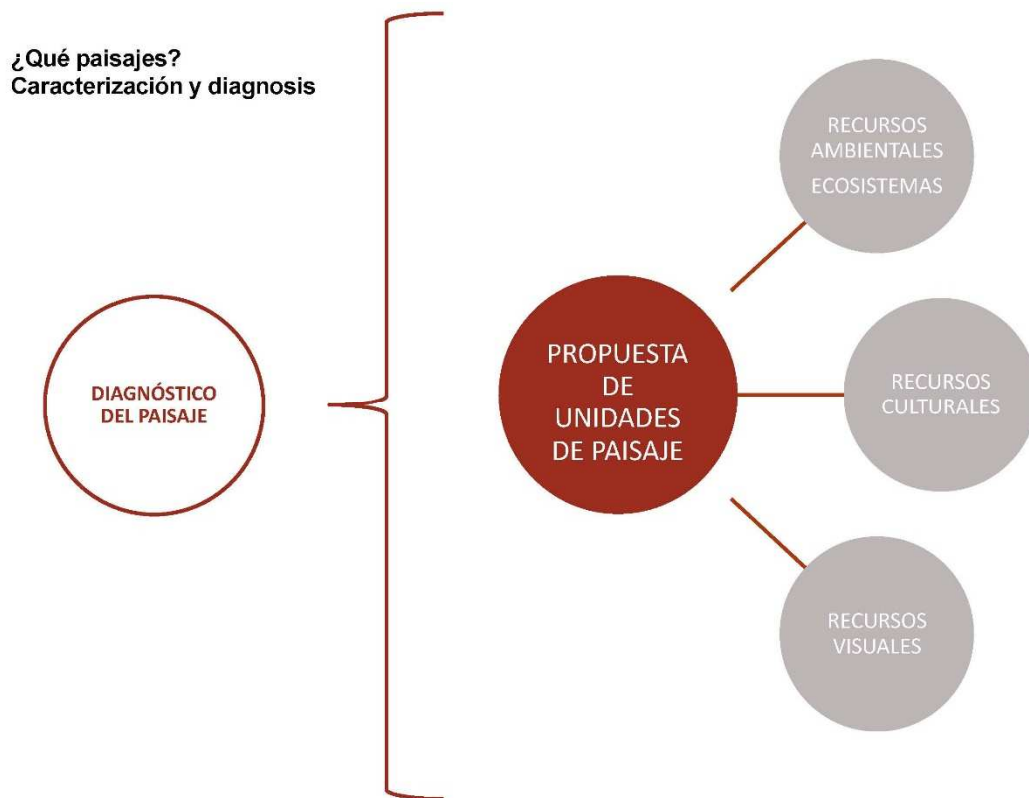 ¿Qué paisajes?
Caracterización y diagnosis
DIAGNÓSTICO
DEL PAISAJE
PROPUESTA
DE
UNIDADES
DE PAISAJE
RECURSOS
AMBIENTALES
ECOSISTEMAS
RECURSOS
CULTURALES
RECURSOS
VISUALES